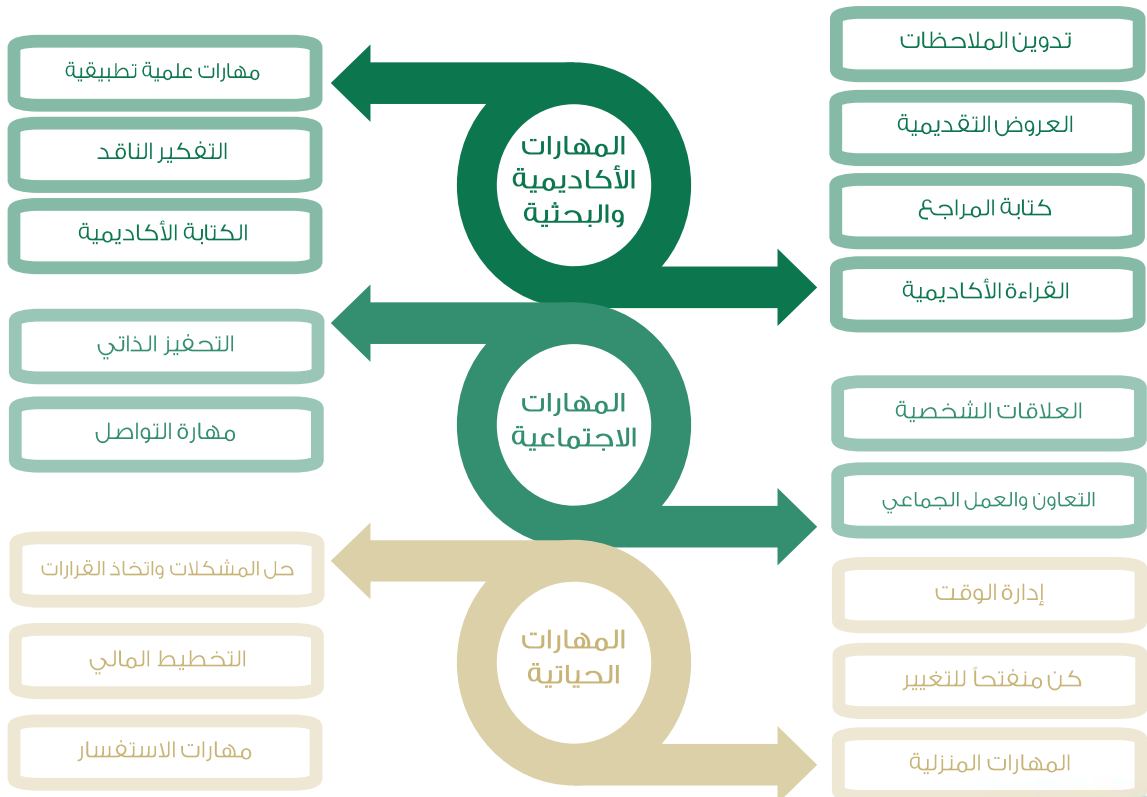 تدوين الملاحظات
العروض التقديمية
كتابة المراجع
القراءة الأكاديمية
المهارات
الأكاديمية
والبحثية
مهارات علمية تطبيقية
التفكير الناقد
الكتابة الأكاديمية
العلاقات الشخصية
التعاون والعمل الجماعي
المهارات
الاجتماعية
التحفيز الذاتي
مهارة التواصل
إدارة الوقت
كن منفتحاً للتغيير
المهارات المنزلية
المهارات
الحياتية
حل المشكلات واتخاذ القرارات
التخطيط المالي
مهارات الاستفسار